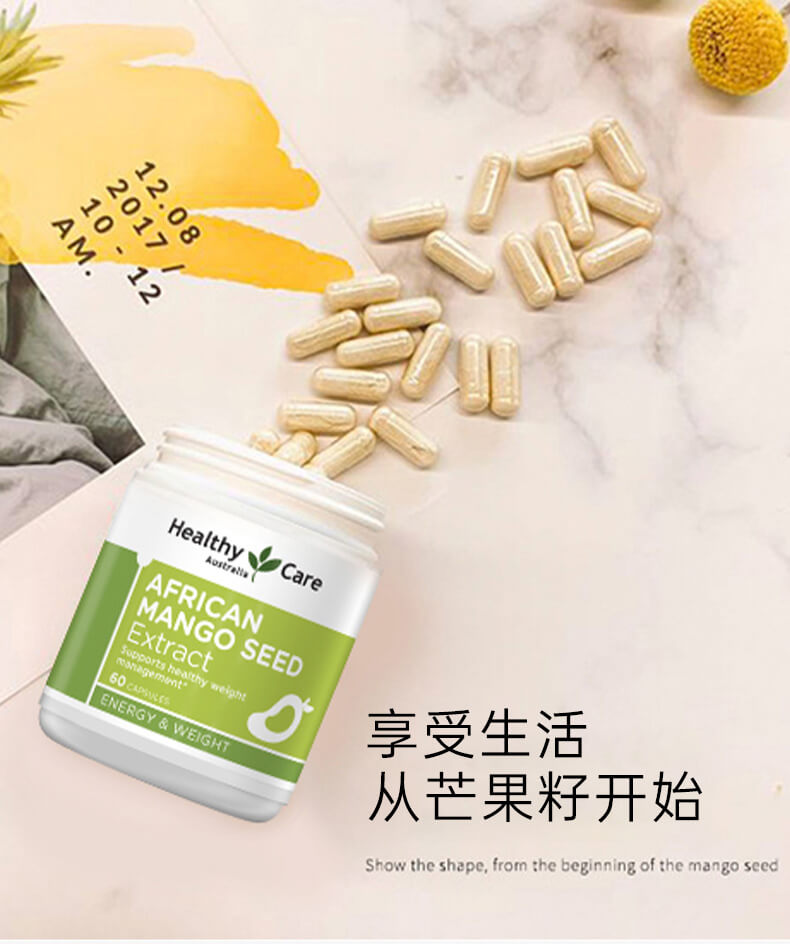 12.08
2017 /
10 - 12
AM.
Healthy Care
Australia
AFRICAN
MANGO SEED
Extract
Supports healthy weight
management*
60 CAPSULES
ENERGY & WEIGHT
享受生活
从芒果籽开始
Show the shape, from the beginning of the mango seed